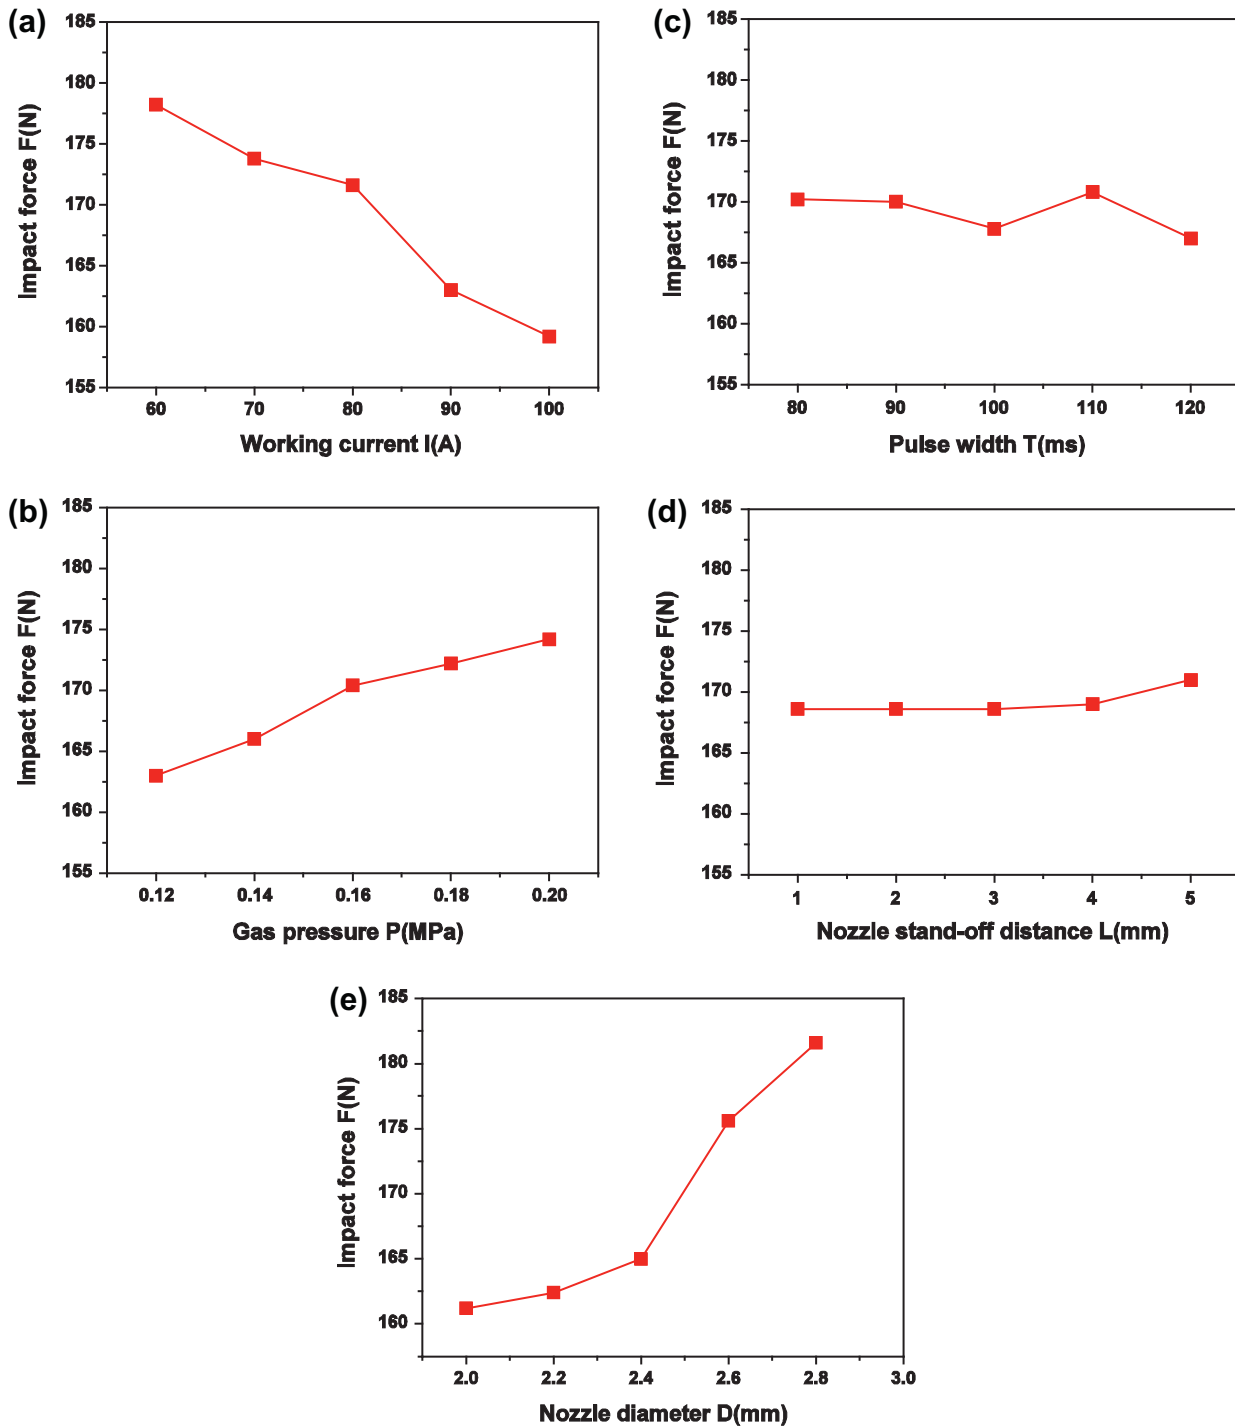 (a)
185
180
175
170
165
160
155
Impact force F(N)
60 70 80 90 100
Working current I(A)
(c)
185
180
175
170
165
160
155
Impact force F(N)
80 90 100 110 120
Pulse width T(ms)
(b)
185
180
175
170
165
160
155
Impact force F(N)
0.12 0.14 0.16 0.18 0.20
Gas pressure P(MPa)
(d)
185
180
175
170
165
160
155
Impact force F(N)
1 2 3 4 5
Nozzle stand-off distance L(mm)
(e)
185
180
175
170
165
160
Impact force F(N)
2.0 2.2 2.4 2.6 2.8 3.0
Nozzle diameter D(mm)